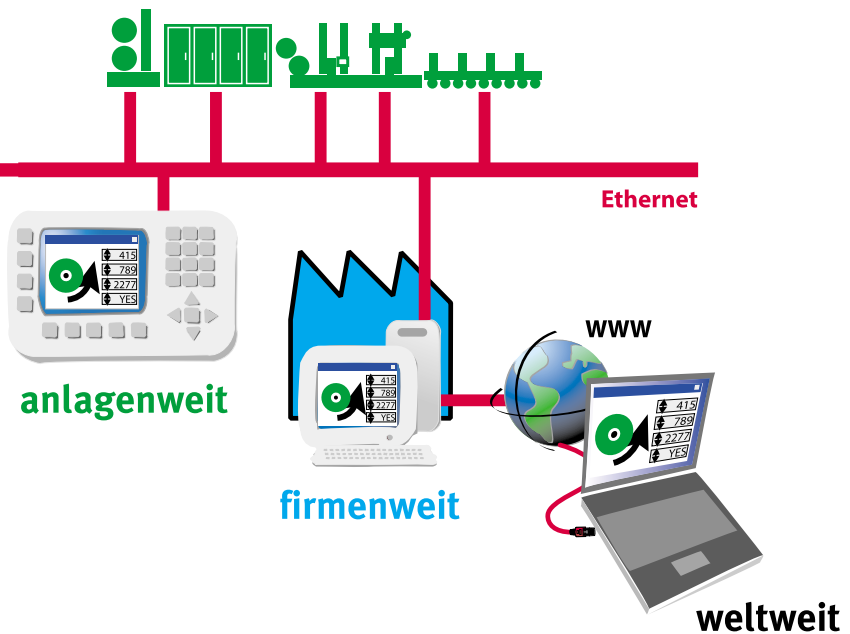 Ethernet
415
789
2277
YES
www
anlagenweit
415
789
2277
YES
415
789
2277
YES
firmenweit
weltweit